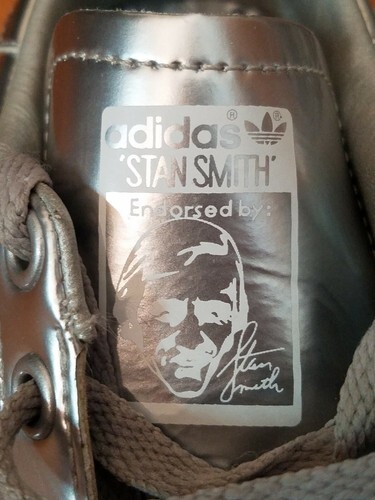 adidas® ®
'STAN SMITH'
Endorsed by:
Stan
Smith